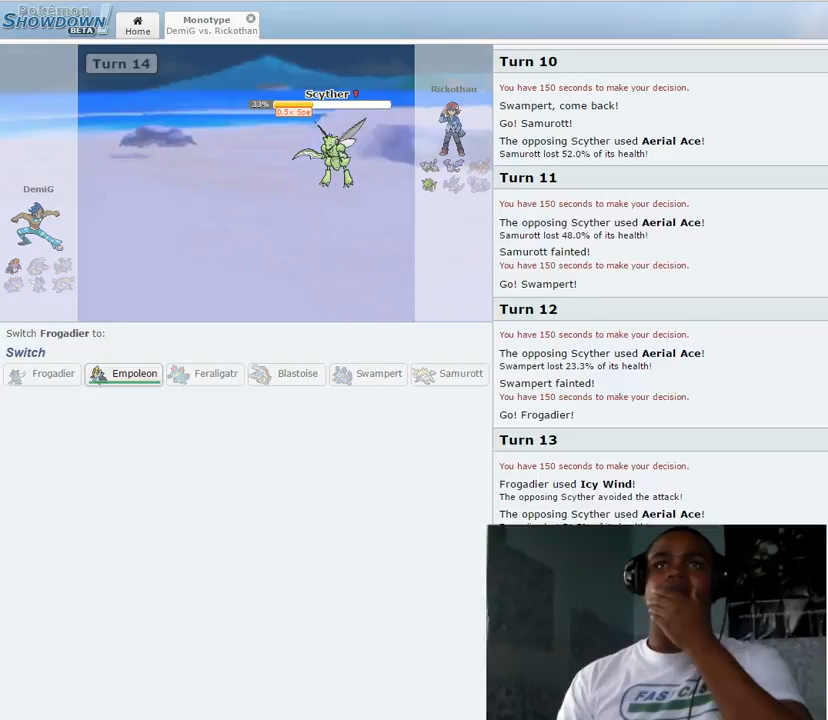 Pokémon
SHOWDOWN!
BETA
Home
Monotype
DemiG vs. Rickothan
Turn 14
Scyther
33%
0.5× Spe
Rickothan
DemiG
Switch Frogadier to:
Switch
Frogadier
Empoleon
Feraligatr
Blastoise
Swampert
Samurott
Turn 10
You have 150 seconds to make your decision.
Swampert, come back!
Go! Samurott!
The opposing Scyther used Aerial Ace!
Samurott lost 52.0% of its health!
Turn 11
You have 150 seconds to make your decision.
The opposing Scyther used Aerial Ace!
Samurott lost 48.0% of its health!
Samurott fainted!
You have 150 seconds to make your decision.
Go! Swampert!
Turn 12
You have 150 seconds to make your decision.
The opposing Scyther used Aerial Ace!
Swampert lost 23.3% of its health!
Swampert fainted!
You have 150 seconds to make your decision.
Go! Frogadier!
Turn 13
You have 150 seconds to make your decision.
Frogadier used Icy Wind!
The opposing Scyther avoided the attack!
The opposing Scyther used Aerial Ace!
FAST CAS